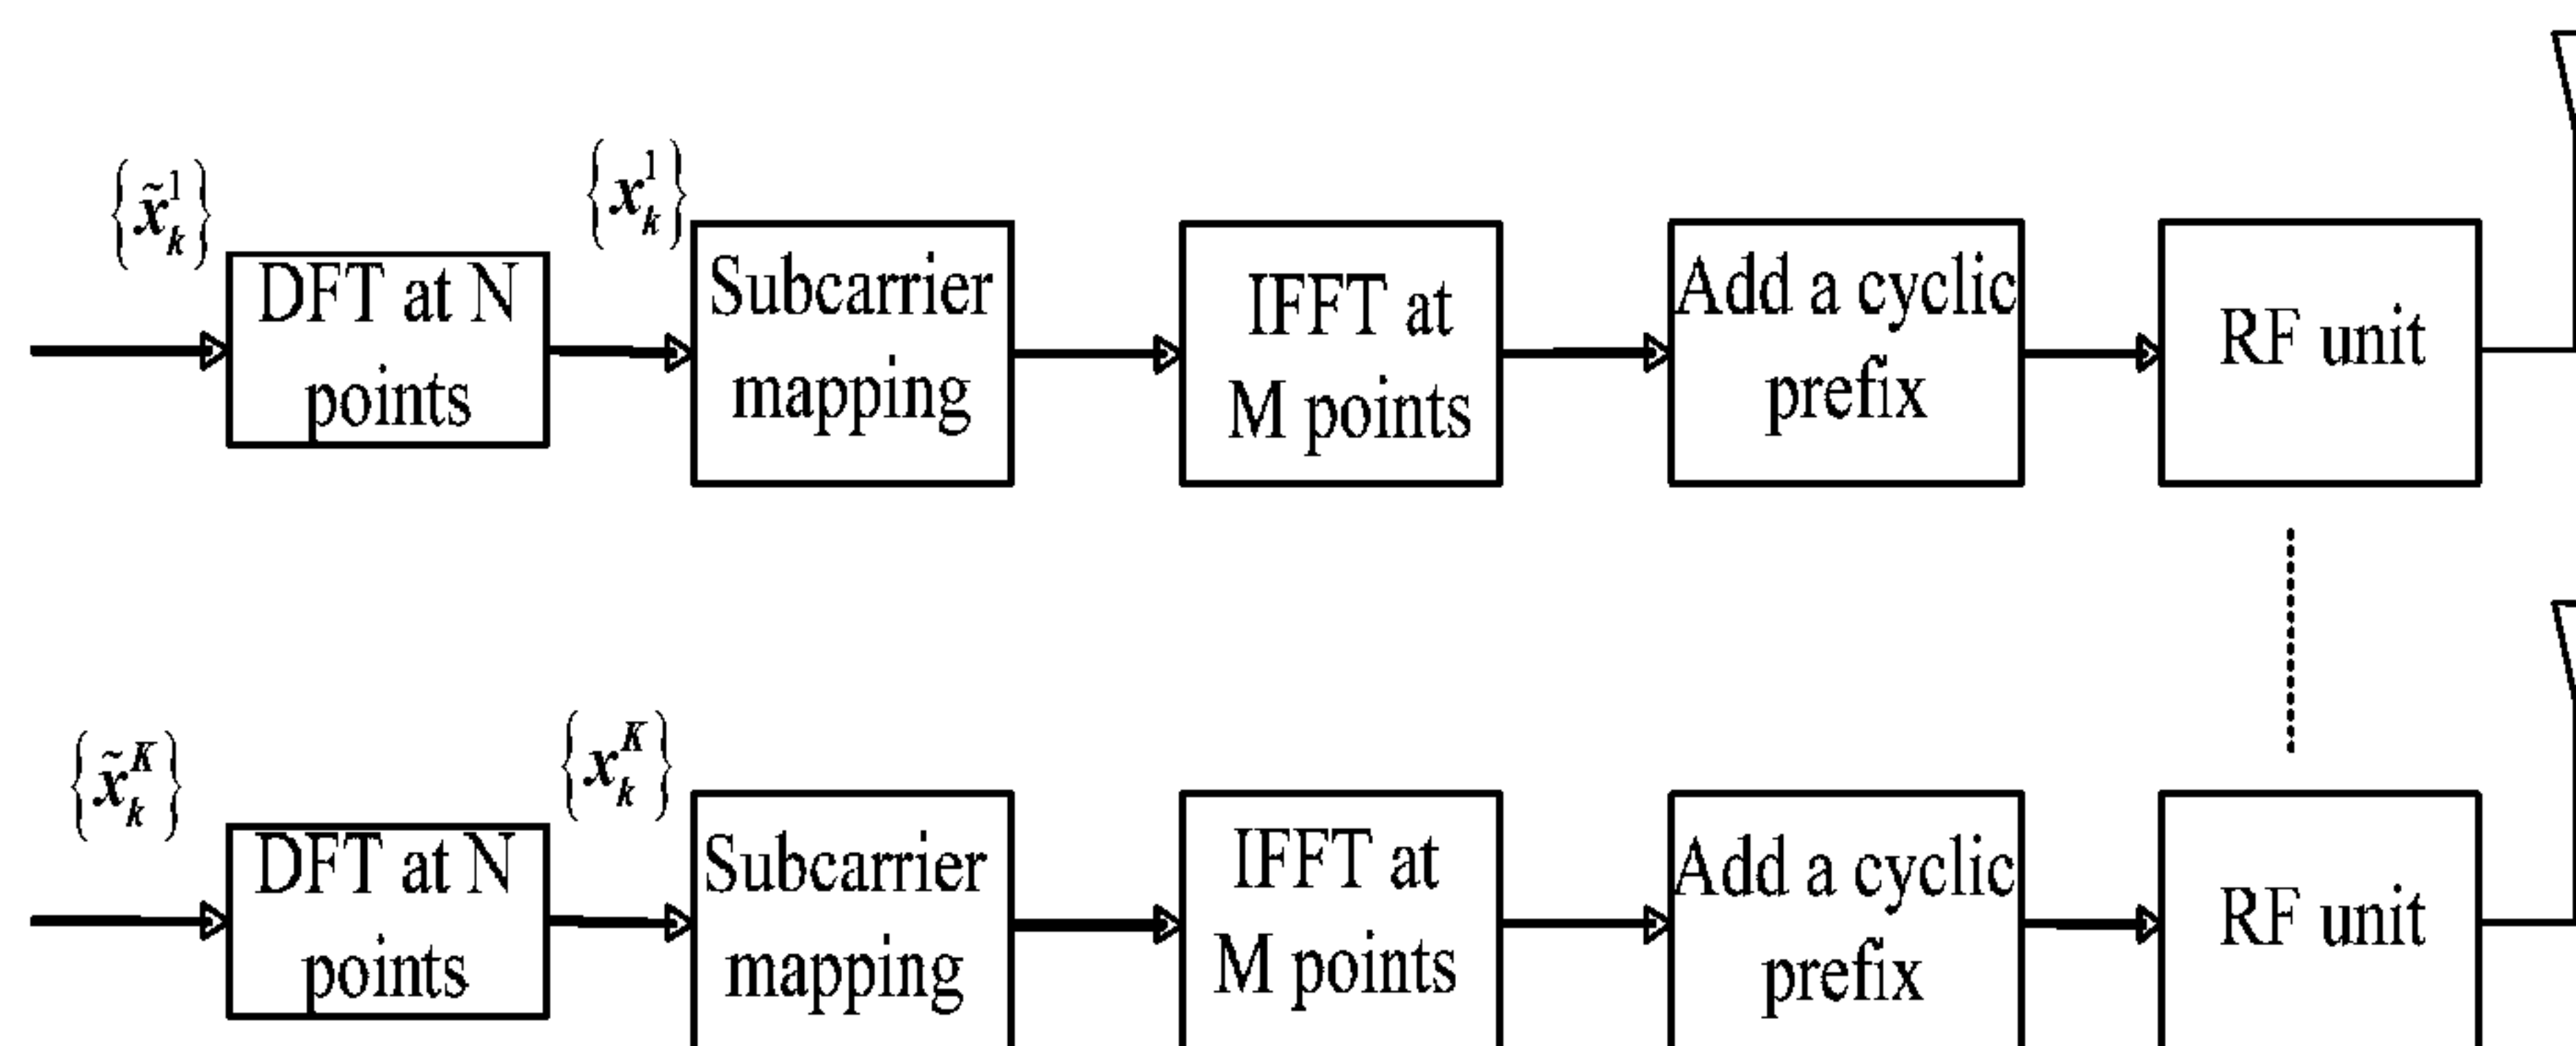 {x̃_k^1}
{x_k^1}
DFT at N
points
Subcarrier
mapping
IFFT at
M points
Add a cyclic
prefix
RF unit
{x̃_k^K}
{x_k^K}
DFT at N
points
Subcarrier
mapping
IFFT at
M points
Add a cyclic
prefix
RF unit